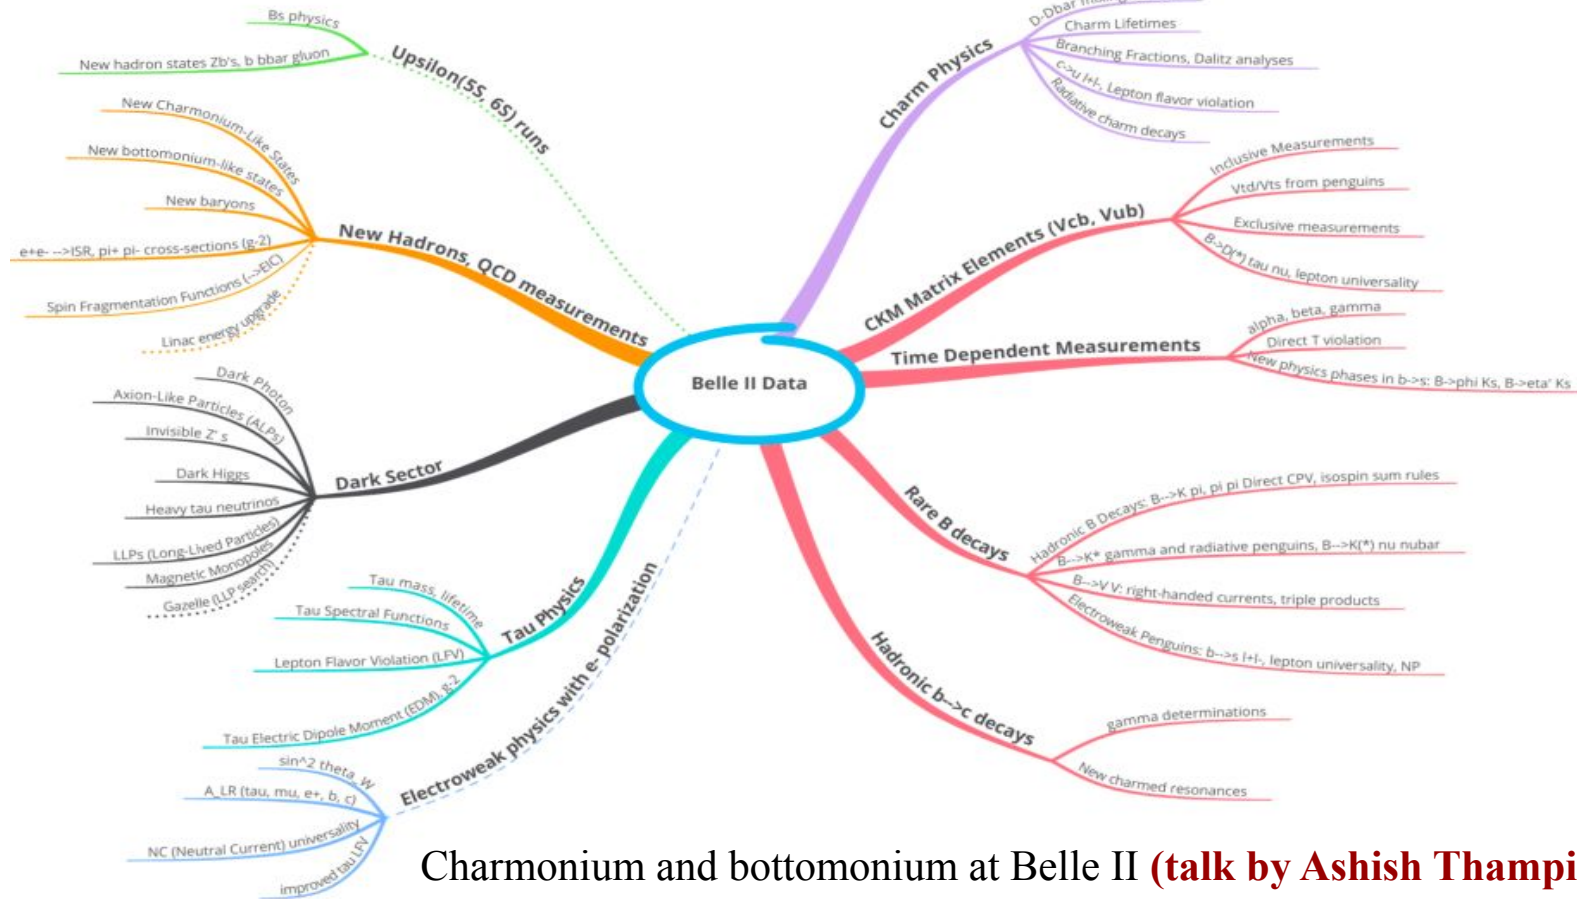 Bs physics
New hadron states Zb's, b bbar gluon
Upsilon(5S, 6S) runs
New Charmonium-Like States
New bottomonium-like states
New baryons
e+e- -->ISR, pi+ pi- cross-sections (g-2)
Spin Fragmentation Functions (-->EIC)
Linac energy upgrade
New Hadrons, QCD measurements
Dark Photon
Axion-Like Particles (ALPs)
Invisible Z' s
Dark Higgs
Heavy tau neutrinos
LLPs (Long-Lived Particles)
Magnetic Monopoles
Gazelle (LLP search)
Dark Sector
Tau mass, lifetime
Tau Spectral Functions
Lepton Flavor Violation (LFV)
Tau Electric Dipole Moment (EDM), g-2
Tau Physics
sin^2 theta_W
A_LR (tau, mu, e+, b, c)
NC (Neutral Current) universality
improved tau LFV
Electroweak physics with e- polarization
Belle II Data
Charm Physics
D-Dbar
Charm Lifetimes
Branching Fractions, Dalitz analyses
c->u l+l-, Lepton flavor violation
Radiative charm decays
CKM Matrix Elements (Vcb, Vub)
Inclusive Measurements
Vtd/Vts from penguins
Exclusive measurements
B->D(*) tau nu, lepton universality
Time Dependent Measurements
alpha, beta, gamma
Direct T violation
New physics phases in b->s: B->phi Ks, B->eta' Ks
Rare B decays
Hadronic B Decays: B-->K pi, pi pi Direct CPV, isospin sum rules
B-->K* gamma and radiative penguins, B-->K(*) nu nubar
B-->V V: right-handed currents, triple products
Electroweak Penguins: b-->s l+l-, lepton universality, NP
Hadronic b-->c decays
gamma determinations
New charmed resonances
Charmonium and bottomonium at Belle II (talk by Ashish Thampi